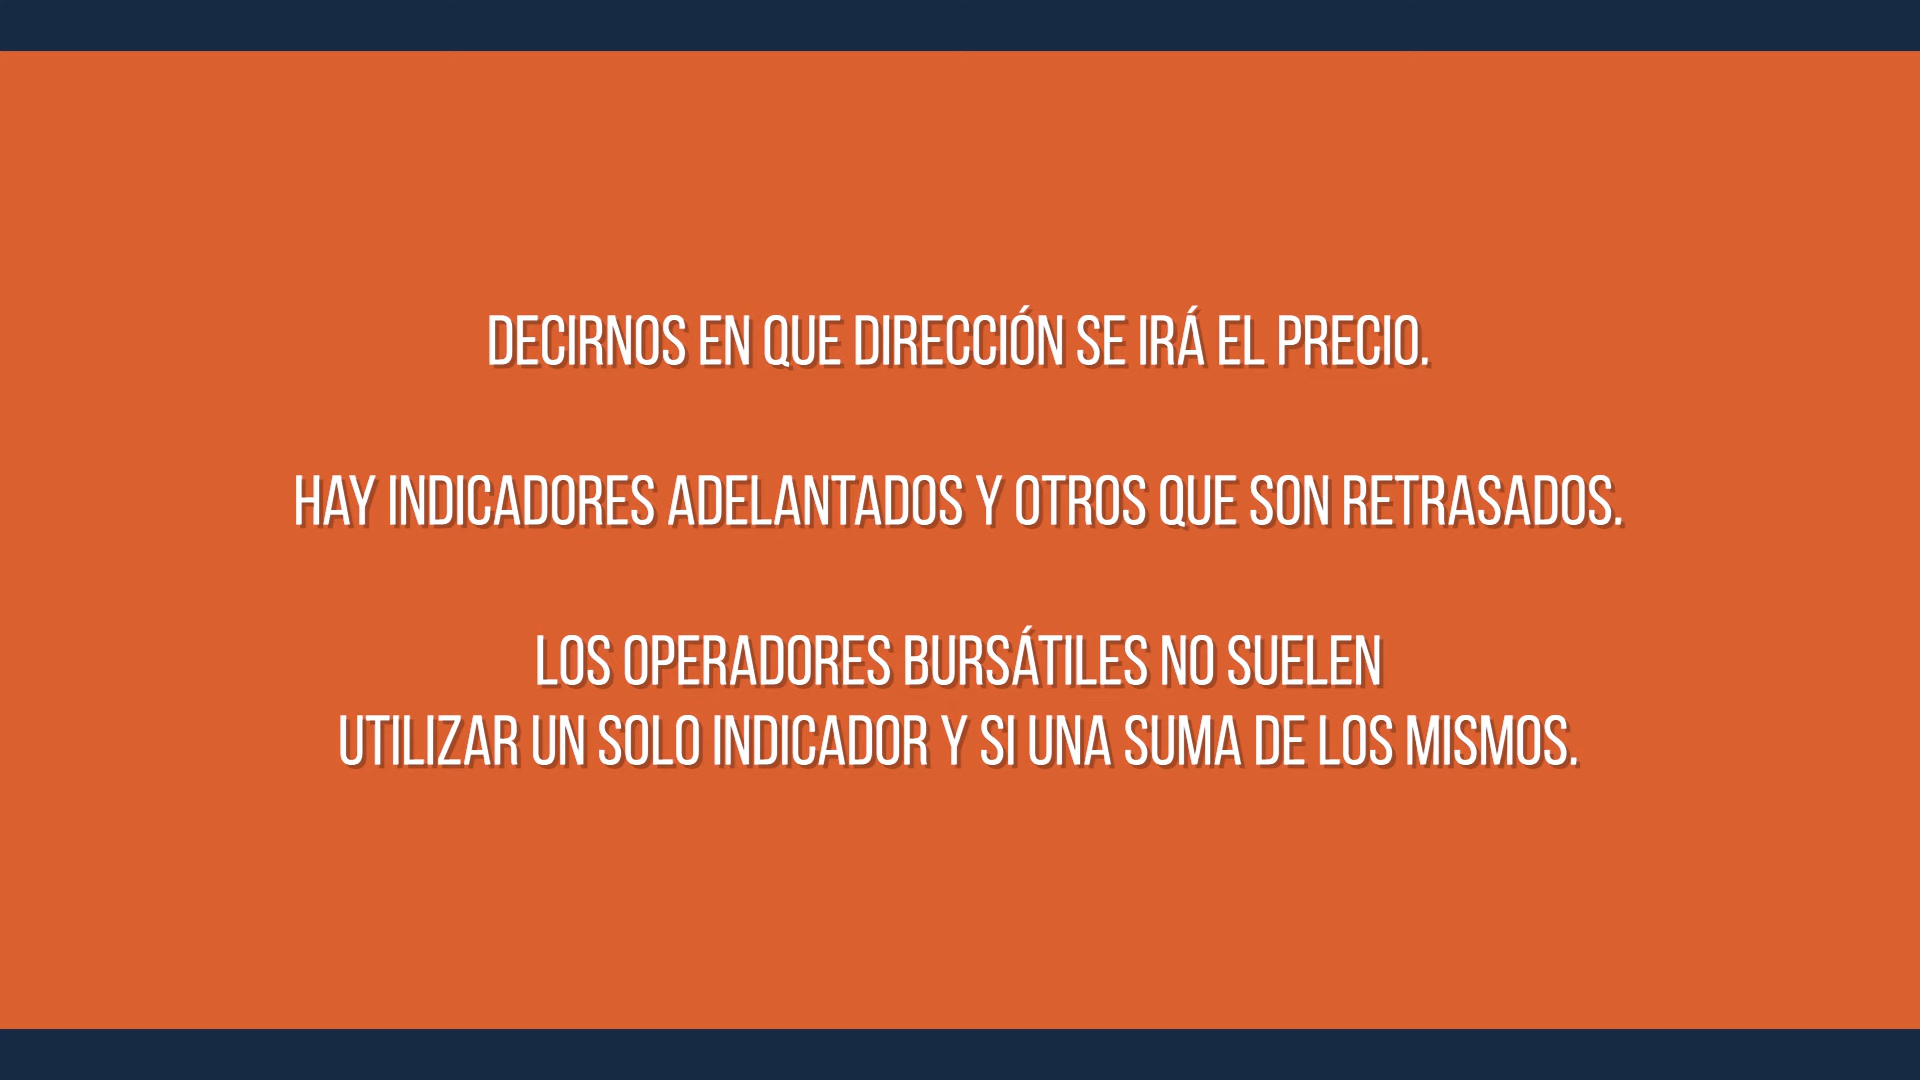 DECIRNOS EN QUE DIRECCIÓN SE IRÁ EL PRECIO.
HAY INDICADORES ADELANTADOS Y OTROS QUE SON RETRASADOS.
LOS OPERADORES BURSÁTILES NO SUELEN
UTILIZAR UN SOLO INDICADOR Y SI UNA SUMA DE LOS MISMOS.